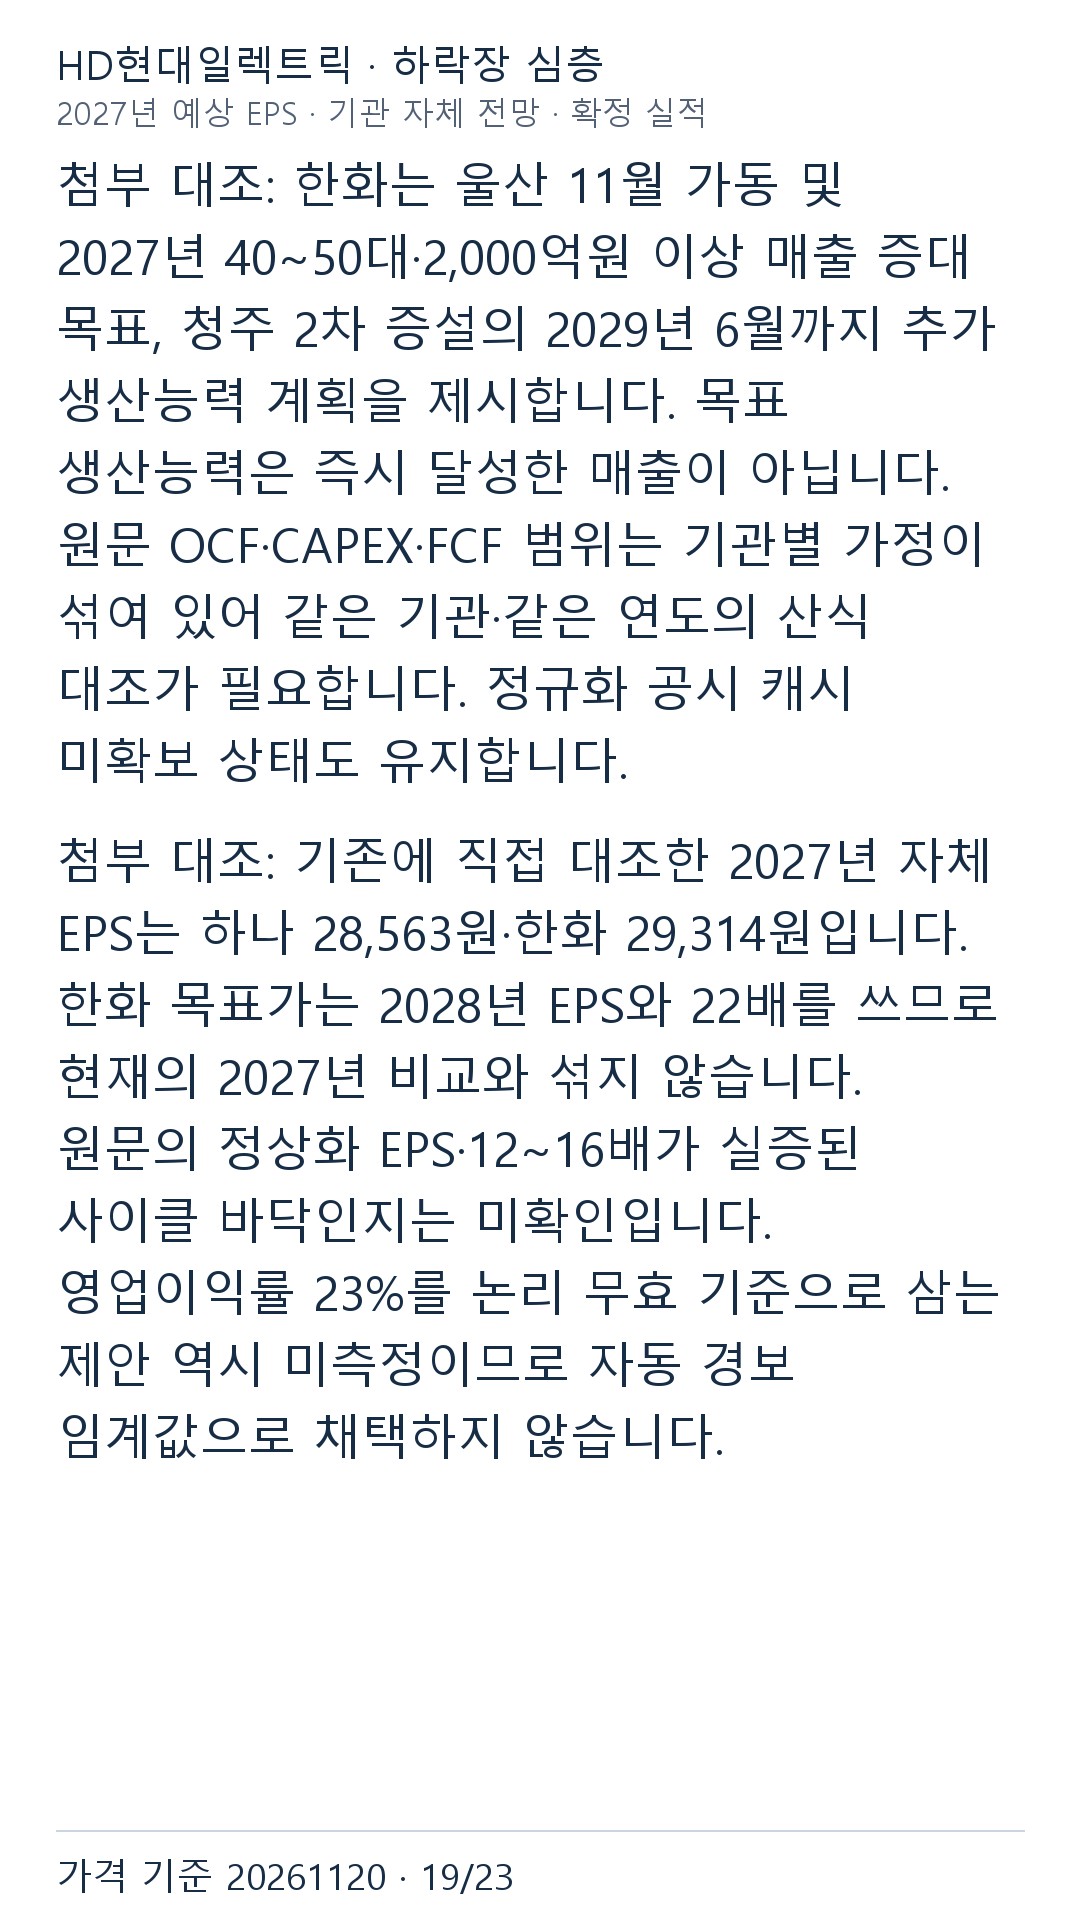 HD현대일렉트릭 · 하락장 심층
2027년 예상 EPS · 기관 자체 전망 · 확정 실적
첨부 대조: 한화는 울산 11월 가동 및
2027년 40~50대·2,000억원 이상 매출 증대
목표, 청주 2차 증설의 2029년 6월까지 추가
생산능력 계획을 제시합니다. 목표
생산능력은 즉시 달성한 매출이 아닙니다.
원문 OCF·CAPEX·FCF 범위는 기관별 가정이
섞여 있어 같은 기관·같은 연도의 산식
대조가 필요합니다. 정규화 공시 캐시
미확보 상태도 유지합니다.
첨부 대조: 기존에 직접 대조한 2027년 자체
EPS는 하나 28,563원·한화 29,314원입니다.
한화 목표가는 2028년 EPS와 22배를 쓰므로
현재의 2027년 비교와 섞지 않습니다.
원문의 정상화 EPS·12~16배가 실증된
사이클 바닥인지는 미확인입니다.
영업이익률 23%를 논리 무효 기준으로 삼는
제안 역시 미측정이므로 자동 경보
임계값으로 채택하지 않습니다.
가격 기준 20261120 · 19/23